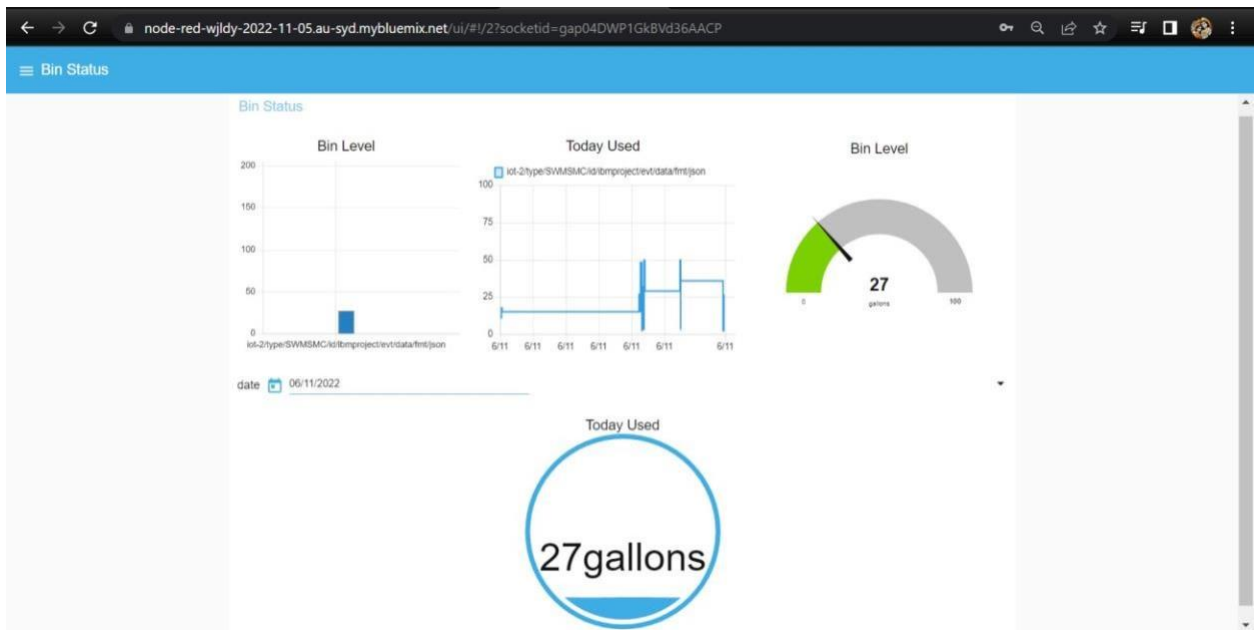 node-red-wjldy-2022-11-05.au-syd.mybluemix.net/ui/#!/2?socketid=gap04DWP1GkBVd36AACP
Bin Status
Bin Status
Bin Level
200
150
100
50
0
iot-2/type/SWMSMC/id/ibmproject/evt/data/fmt/json
Today Used
iot-2/type/SWMSMC/id/ibmproject/evt/data/fmt/json
100
75
50
25
0
6/11 6/11 6/11 6/11 6/11 6/11 6/11
Bin Level
27
galons
0 100
date 06/11/2022
Today Used
27gallons